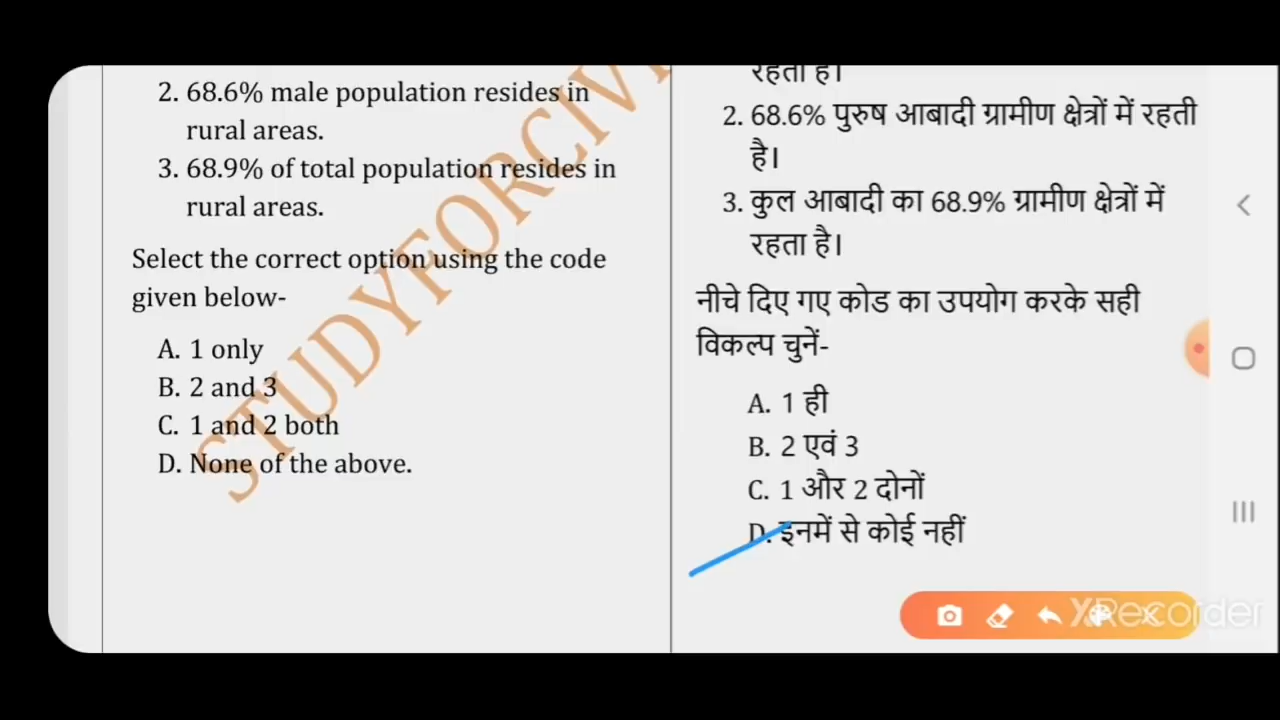 2. 68.6% male population resides in
rural areas.
3. 68.9% of total population resides in
rural areas.
Select the correct option using the code
given below-
A. 1 only
B. 2 and 3
C. 1 and 2 both
D. None of the above.
STUDYFORCIV
रहता है।
2. 68.6% पुरुष आबादी ग्रामीण क्षेत्रों में रहती
है।
3. कुल आबादी का 68.9% ग्रामीण क्षेत्रों में
रहता है।
नीचे दिए गए कोड का उपयोग करके सही
विकल्प चुनें-
A. 1 ही
B. 2 एवं 3
C. 1 और 2 दोनों
D. इनमें से कोई नहीं
XRecorder